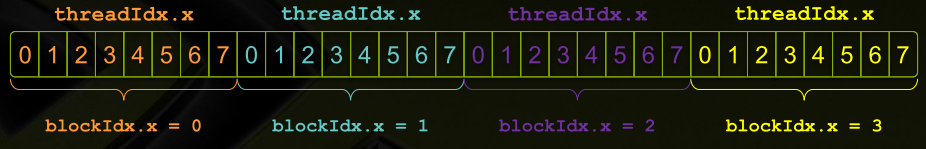 threadIdx.x threadIdx.x threadIdx.x threadIdx.x
0 1 2 3 4 5 6 7 0 1 2 3 4 5 6 7 0 1 2 3 4 5 6 7 0 1 2 3 4 5 6 7
blockIdx.x = 0 blockIdx.x = 1 blockIdx.x = 2 blockIdx.x = 3